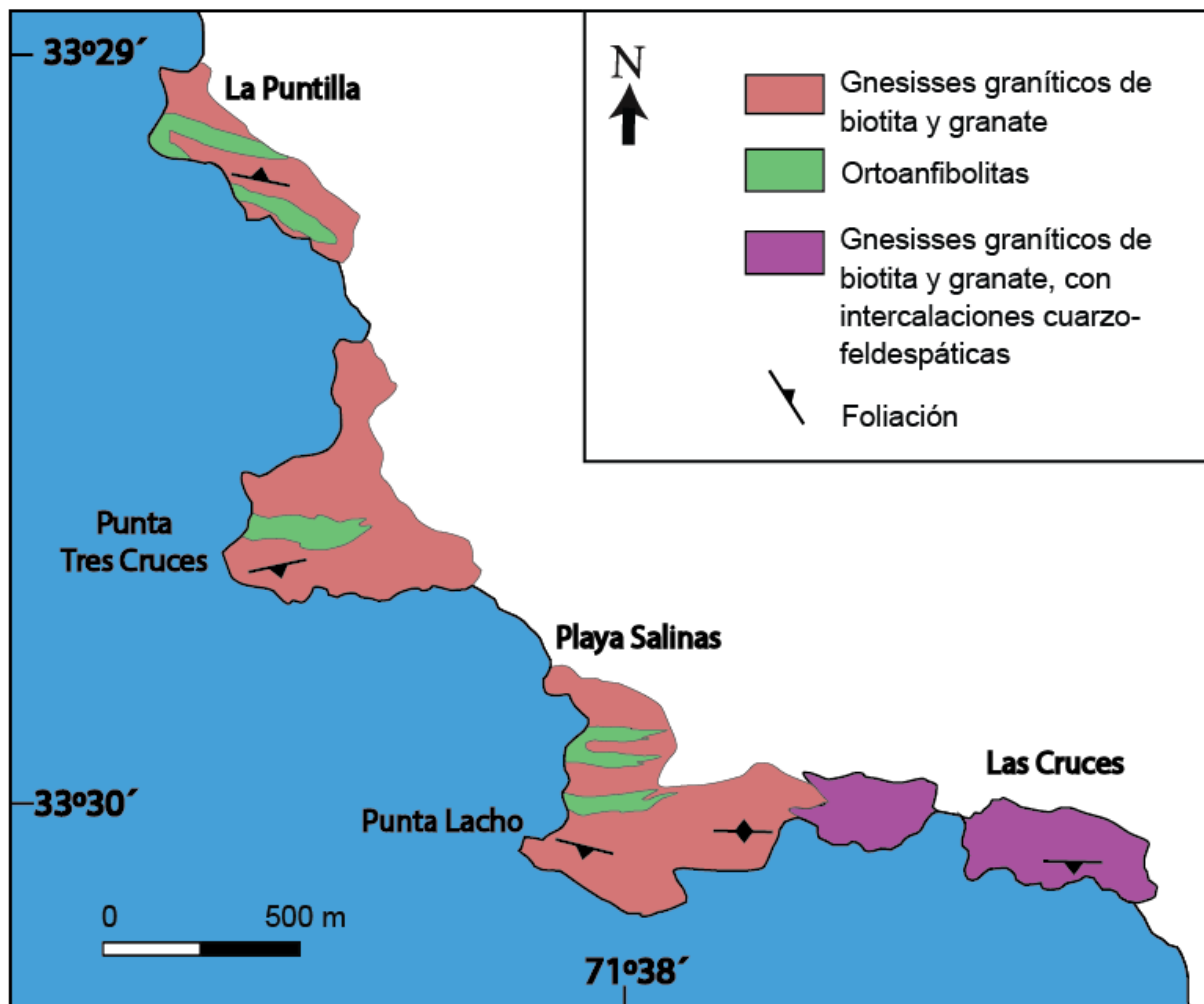 33º29´
La Puntilla
N
Gnesisses graníticos de
biotita y granate
Ortoanfibolitas
Gnesisses graníticos de
biotita y granate, con
intercalaciones cuarzo-
feldespáticas
Foliación
Punta
Tres Cruces
Playa Salinas
Las Cruces
33º30´
Punta Lacho
0 500 m
71º38´